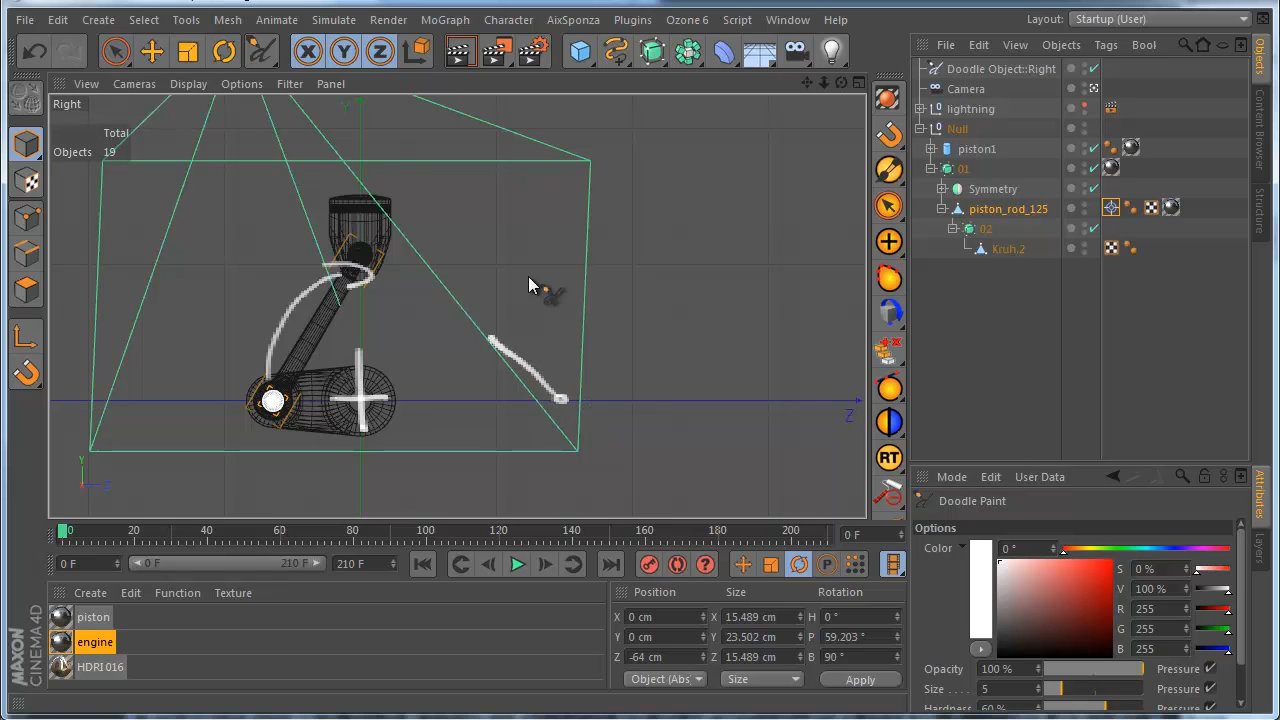 File Edit Create Select Tools Mesh Snap Animate Simulate Render MoGraph Character AixSponza Plugins Ozone 6 Script Window Help Layout: Startup (User)
View Cameras Display Options Filter Panel
Right
Total
Objects 19
Y
Z
Y
Z
File Edit View Objects Tags Bool
Doodle Object::Right
Camera
lightning
Null
piston1
01
Symmetry
piston_rod_125
02
Kruh.2
Objects
Content Browser
Structure
RT
Mode Edit User Data
Doodle Paint
Options
Color 0 °
S 0 %
V 100 %
R 255
G 255
B 255
Opacity 100 % Pressure
Size . . . . 5 Pressure
Hardness 60 % Pressure
Attributes
Layers
0 20 40 60 80 100 120 140 160 180 200 0 F
0 F 0 F 210 F 210 F
Create Edit Function Texture
piston
engine
HDRI 016
MAXON
CINEMA 4D
Position Size Rotation
X 0 cm X 15.489 cm H 0 °
Y 0 cm Y 23.502 cm P 59.203 °
Z -64 cm Z 15.489 cm B 90 °
Object (Abs) Size Apply